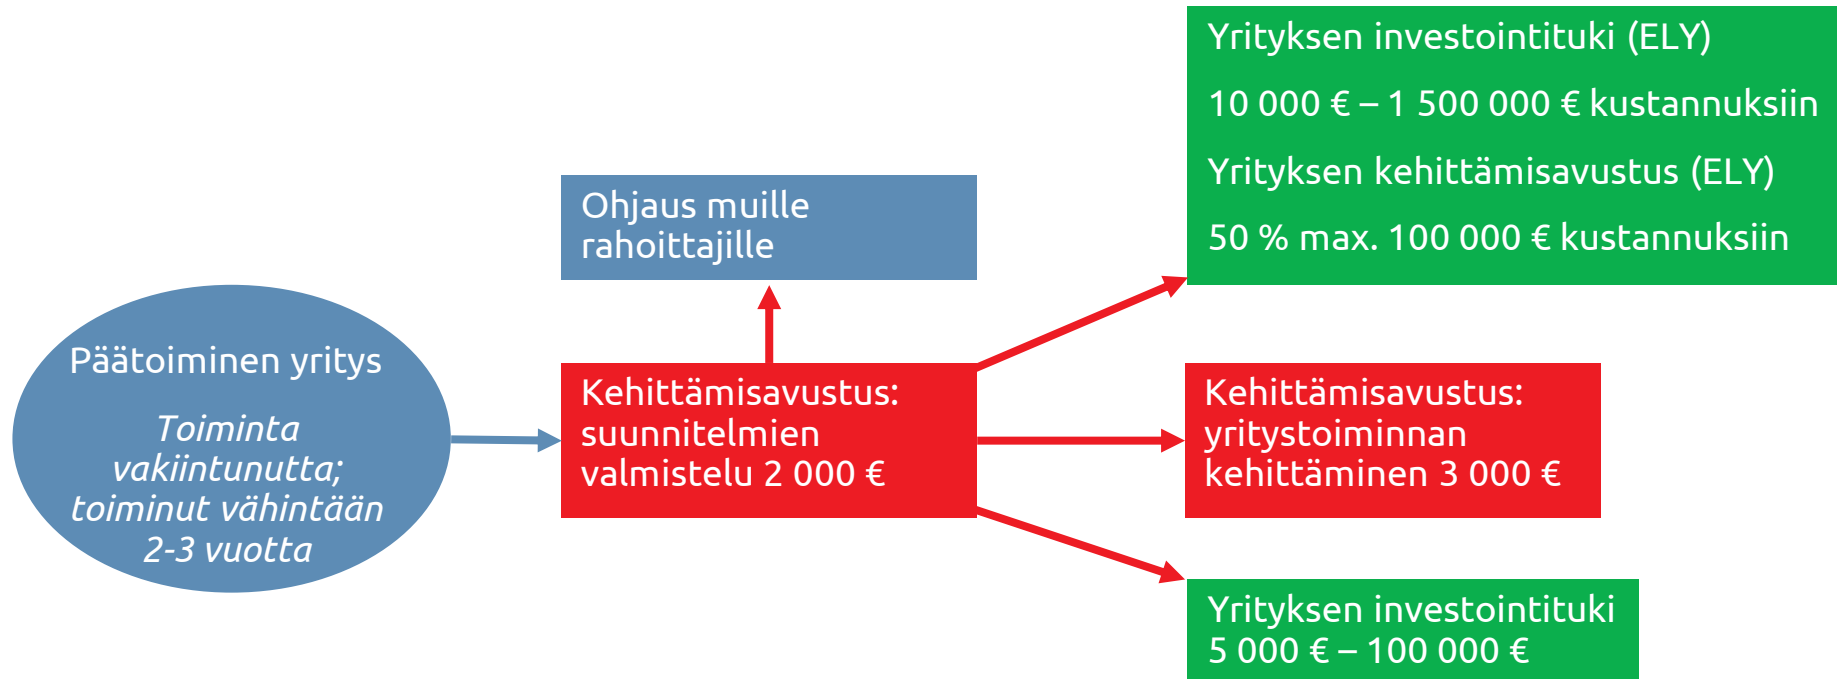 Päätoiminen yritys
Toiminta
vakiintunutta;
toiminut vähintään
2-3 vuotta
Ohjaus muille
rahoittajille
Kehittämisavustus:
suunnitelmien
valmistelu 2 000 €
Yrityksen investointituki (ELY)
10 000 € – 1 500 000 € kustannuksiin
Yrityksen kehittämisavustus (ELY)
50 % max. 100 000 € kustannuksiin
Kehittämisavustus:
yritystoiminnan
kehittäminen 3 000 €
Yrityksen investointituki
5 000 € – 100 000 €